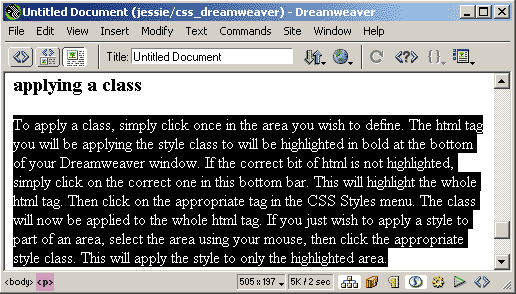 Untitled Document (jessie/css_dreamweaver) - Dreamweaver
File Edit View Insert Modify Text Commands Site Window Help
Title: Untitled Document
<?>
{}
applying a class
To apply a class, simply click once in the area you wish to define. The html tag
you will be applying the style class to will be highlighted in bold at the bottom
of your Dreamweaver window. If the correct bit of html is not highlighted,
simply click on the correct one in this bottom bar. This will highlight the whole
html tag. Then click on the appropriate tag in the CSS Styles menu. The class
will now be applied to the whole html tag. If you just wish to apply a style to
part of an area, select the area using your mouse, then click the appropriate
style class. This will apply the style to only the highlighted area.
<body> <p> 505 x 197 5K / 2 sec